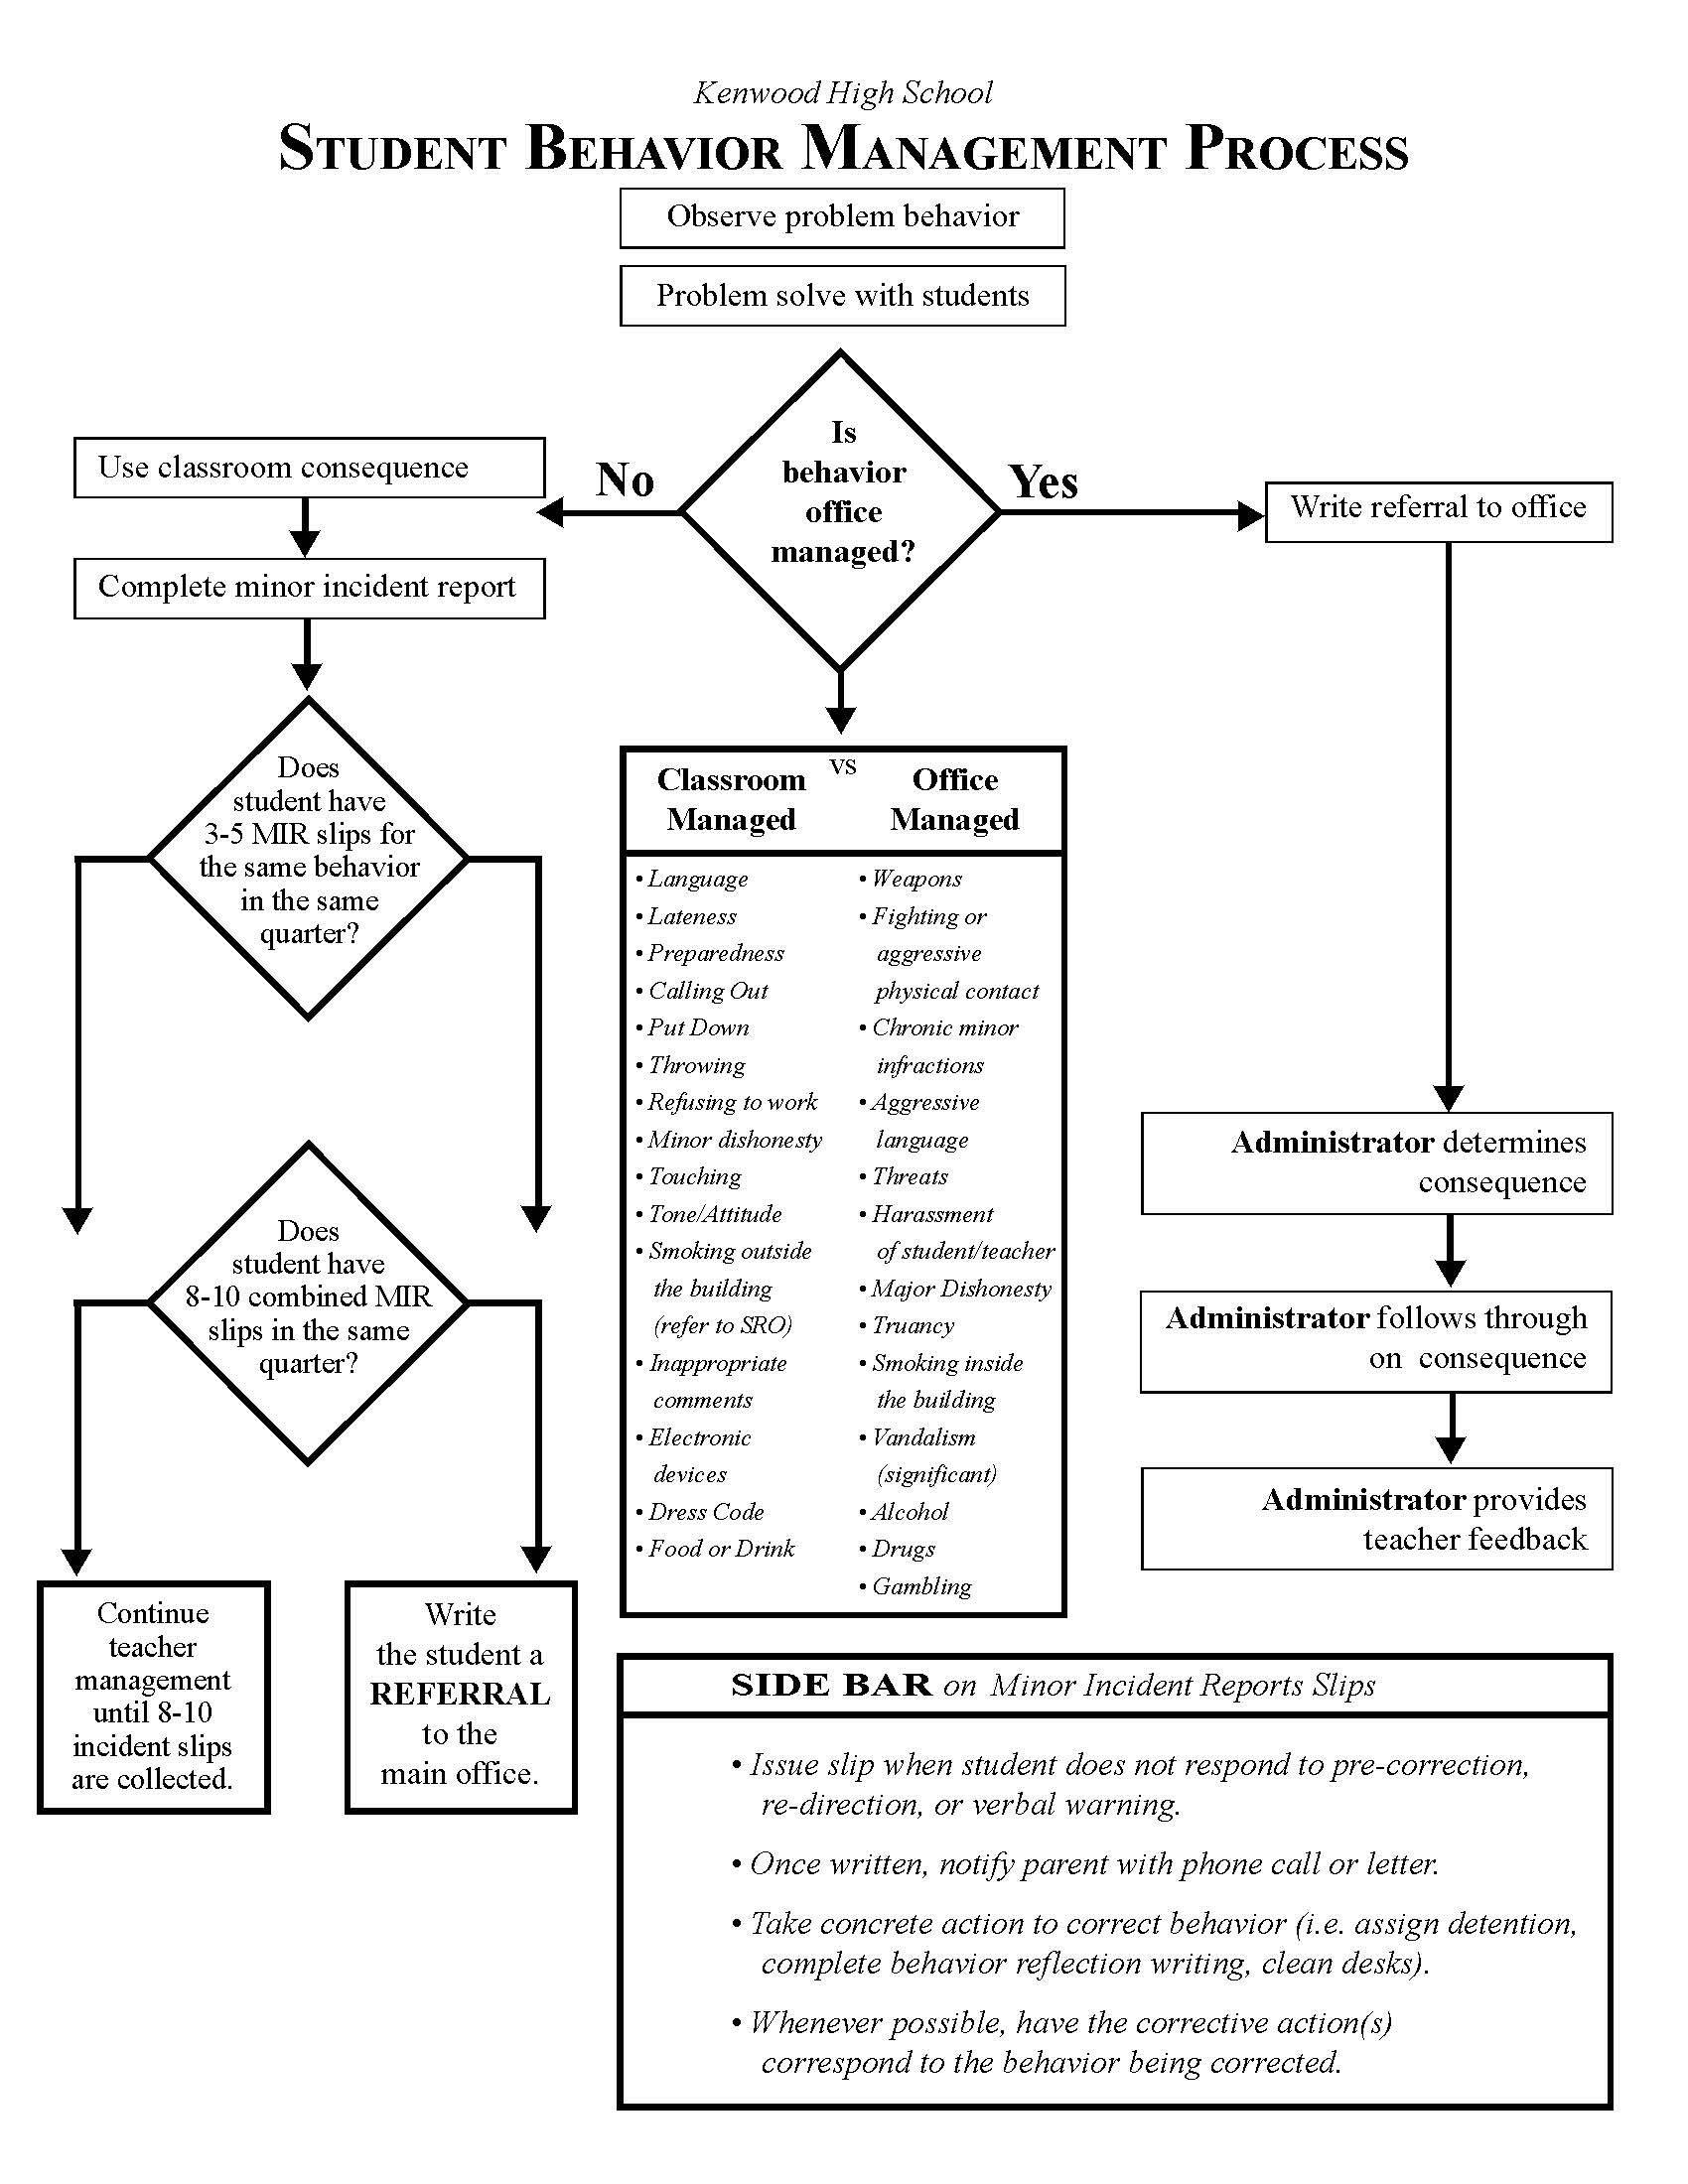 Kenwood High School
STUDENT BEHAVIOR MANAGEMENT PROCESS
Observe problem behavior
Problem solve with students
Is
behavior
office
managed?
No
Yes
Use classroom consequence
Complete minor incident report
Does
student have
3-5 MIR slips for
the same behavior
in the same
quarter?
Does
student have
8-10 combined MIR
slips in the same
quarter?
Continue
teacher
management
until 8-10
incident slips
are collected.
Write
the student a
REFERRAL
to the
main office.
vs
Classroom
Managed
• Language
• Lateness
• Preparedness
• Calling Out
• Put Down
• Throwing
• Refusing to work
• Minor dishonesty
• Touching
• Tone/Attitude
• Smoking outside
the building
(refer to SRO)
• Inappropriate
comments
• Electronic
devices
• Dress Code
• Food or Drink
Office
Managed
• Weapons
• Fighting or
aggressive
physical contact
• Chronic minor
infractions
• Aggressive
language
• Threats
• Harassment
of student/teacher
• Major Dishonesty
• Truancy
• Smoking inside
the building
• Vandalism
(significant)
• Alcohol
• Drugs
• Gambling
Write referral to office
Administrator determines
consequence
Administrator follows through
on consequence
Administrator provides
teacher feedback
SIDE BAR on Minor Incident Reports Slips
• Issue slip when student does not respond to pre-correction,
re-direction, or verbal warning.
• Once written, notify parent with phone call or letter.
• Take concrete action to correct behavior (i.e. assign detention,
complete behavior reflection writing, clean desks).
• Whenever possible, have the corrective action(s)
correspond to the behavior being corrected.